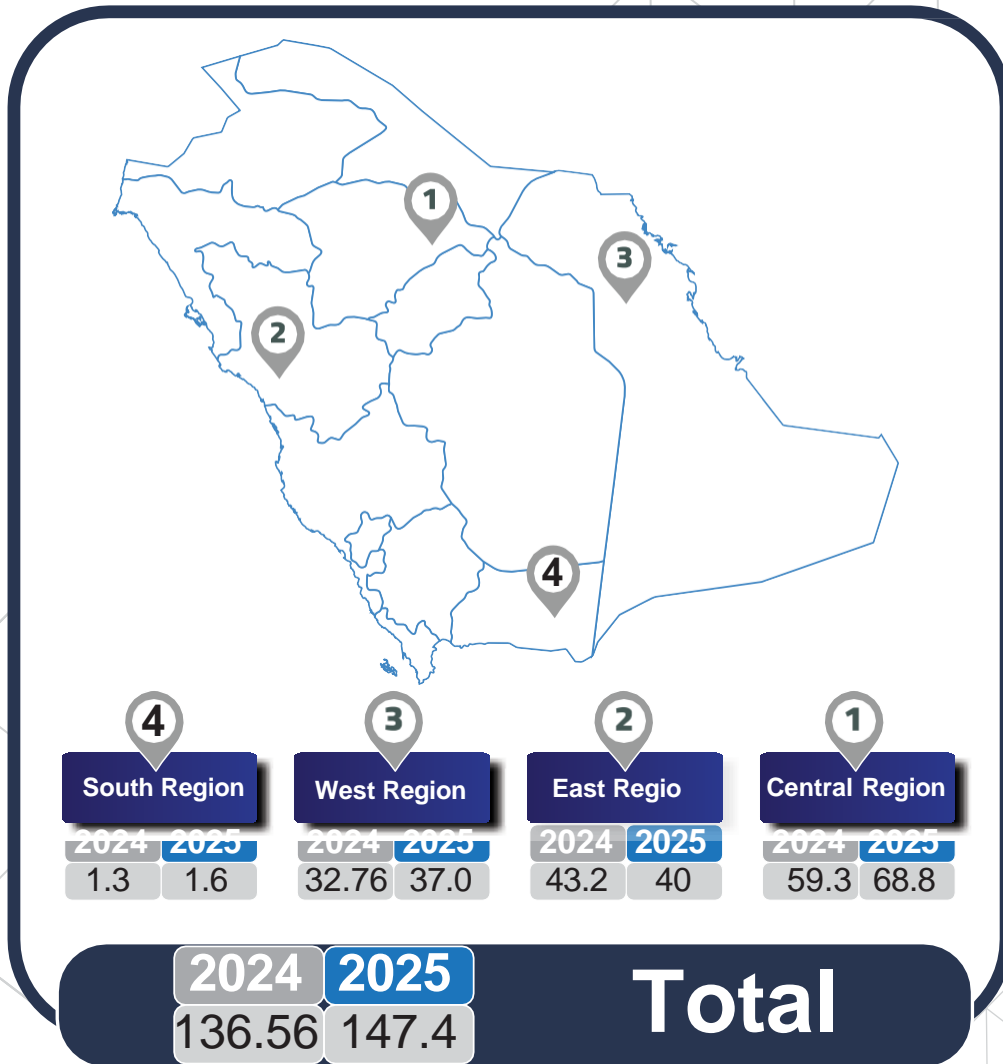 1
3
2
4
4 3 2 1
South Region West Region East Regio Central Region
2024 2025 2024 2025 2024 2025 2024 2025
1.3 1.6 32.76 37.0 43.2 40 59.3 68.8
2024 2025 Total
136.56 147.4